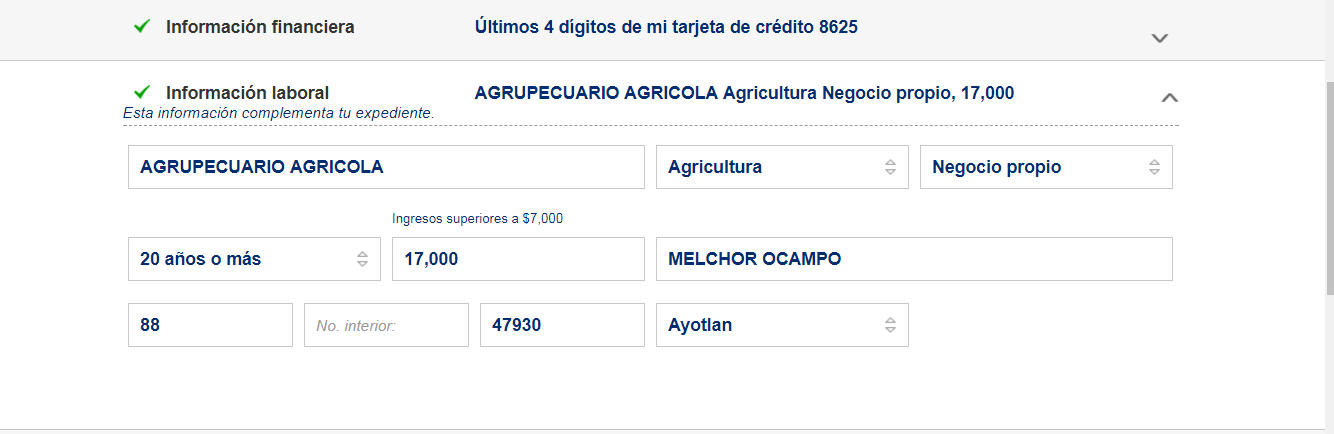 Información financiera Últimos 4 dígitos de mi tarjeta de crédito 8625
Información laboral AGRUPECUARIO AGRICOLA Agricultura Negocio propio, 17,000
Esta información complementa tu expediente.
AGRUPECUARIO AGRICOLA Agricultura Negocio propio
Ingresos superiores a $7,000
20 años o más 17,000 MELCHOR OCAMPO
88 No. interior: 47930 Ayotlan